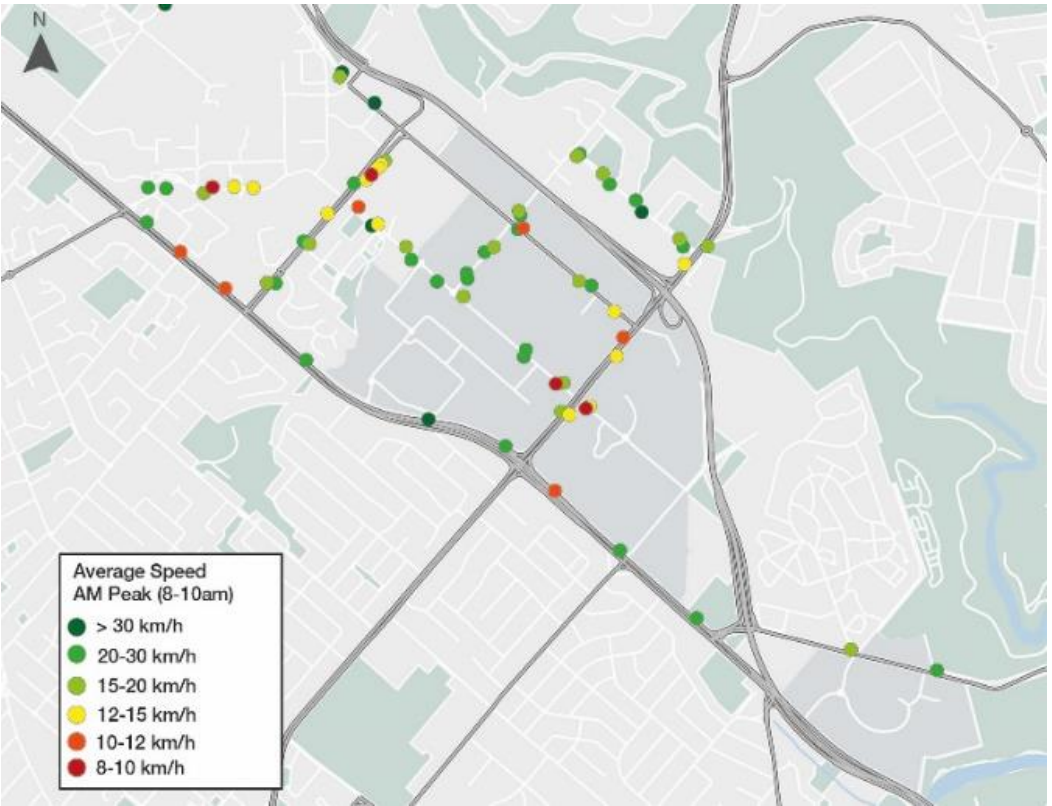 N
Average Speed
AM Peak (8-10am)
> 30 km/h
20-30 km/h
15-20 km/h
12-15 km/h
10-12 km/h
8-10 km/h